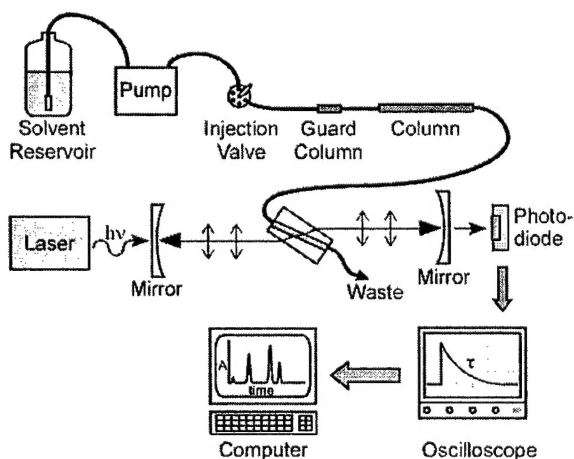 Pump
Solvent
Reservoir
Injection
Valve
Guard
Column
Column
Laser
hν
Mirror
Mirror
Photo-
diode
Waste
A
time
τ
Computer
Oscilloscope